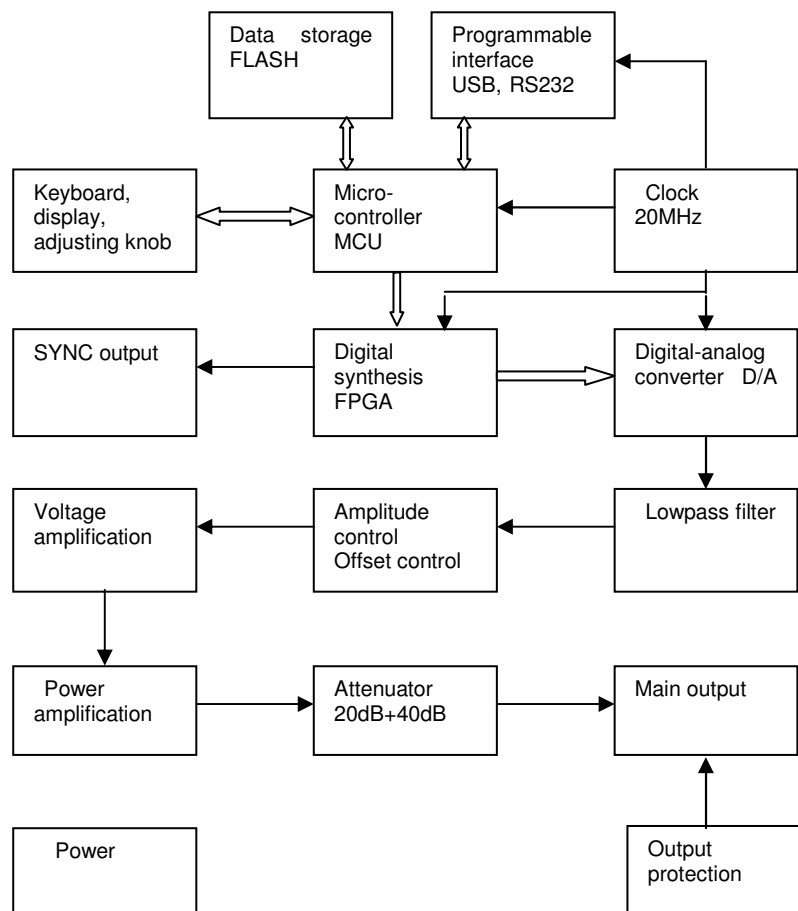 Data storage
FLASH
Programmable
interface
USB, RS232
Keyboard,
display,
adjusting knob
Micro-
controller
MCU
Clock
20MHz
SYNC output
Digital
synthesis
FPGA
Digital-analog
converter D/A
Voltage
amplification
Amplitude
control
Offset control
Lowpass filter
Power
amplification
Attenuator
20dB+40dB
Main output
Power
Output
protection